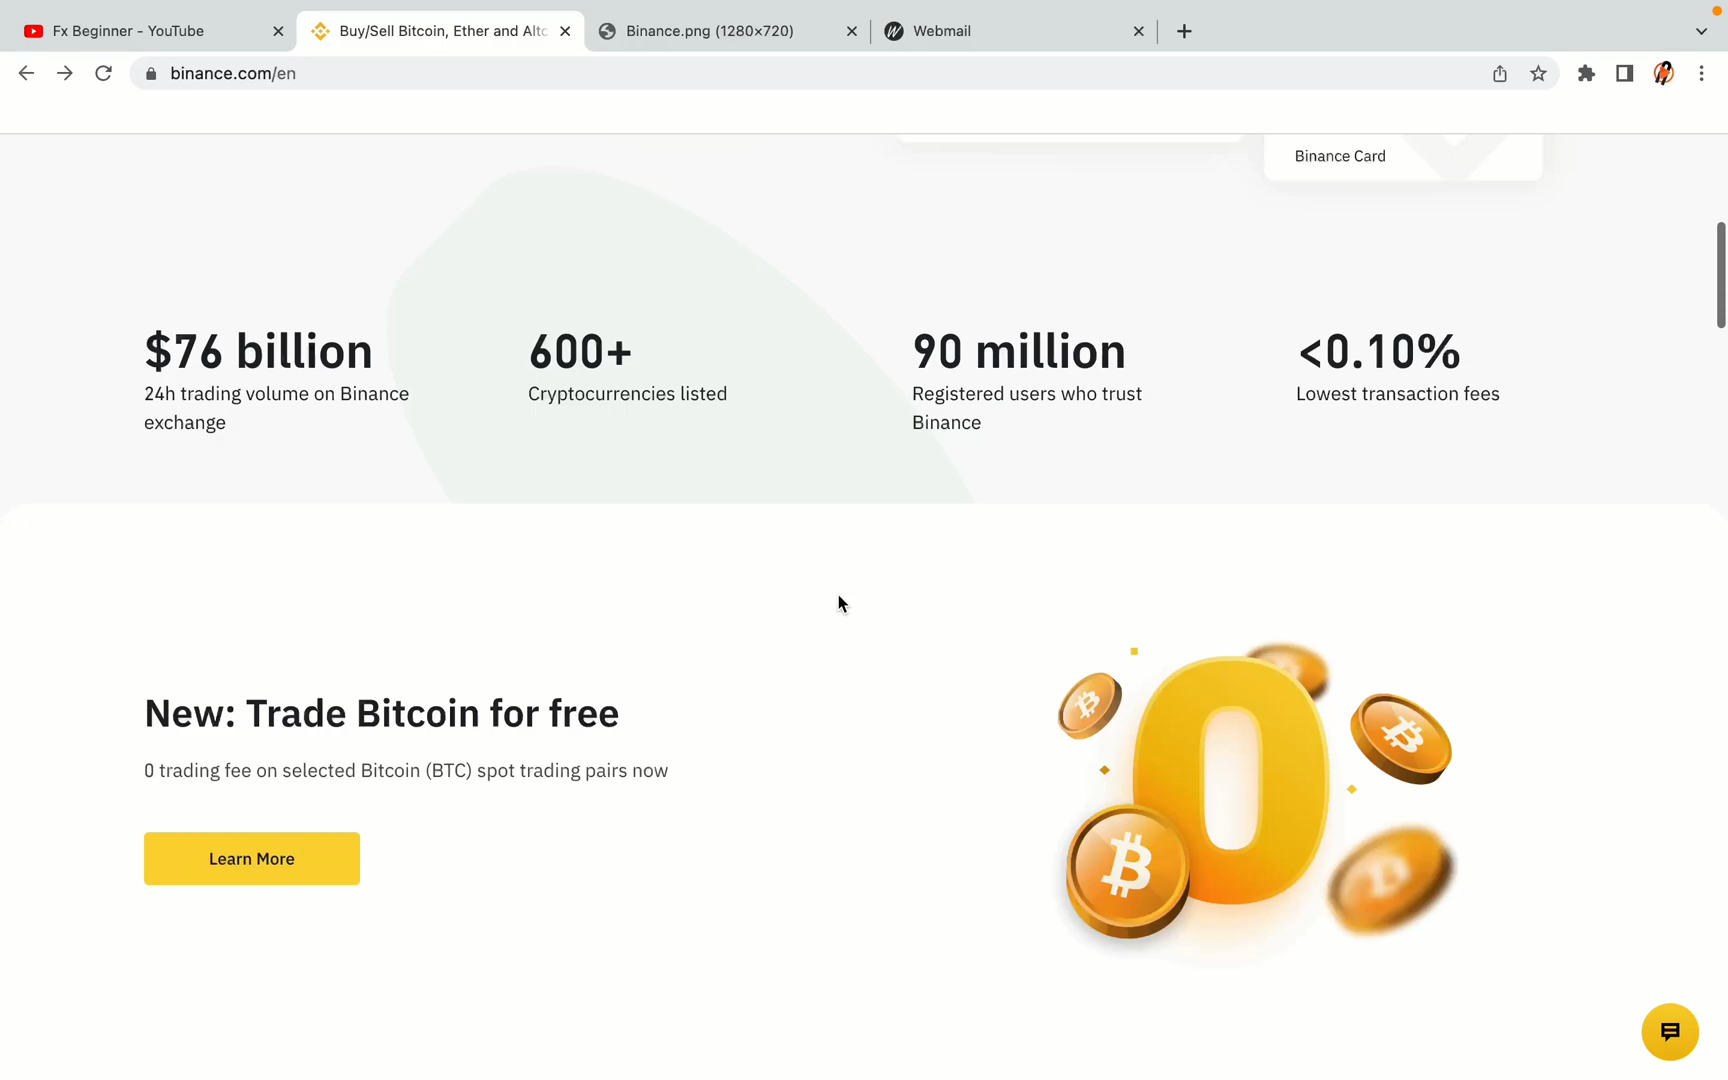 Fx Beginner - YouTube
Buy/Sell Bitcoin, Ether and Altc
Binance.png (1280×720)
Webmail
binance.com/en
Binance Card
$76 billion
600+
90 million
<0.10%
24h trading volume on Binance exchange
Cryptocurrencies listed
Registered users who trust Binance
Lowest transaction fees
New: Trade Bitcoin for free
0 trading fee on selected Bitcoin (BTC) spot trading pairs now
Learn More
0